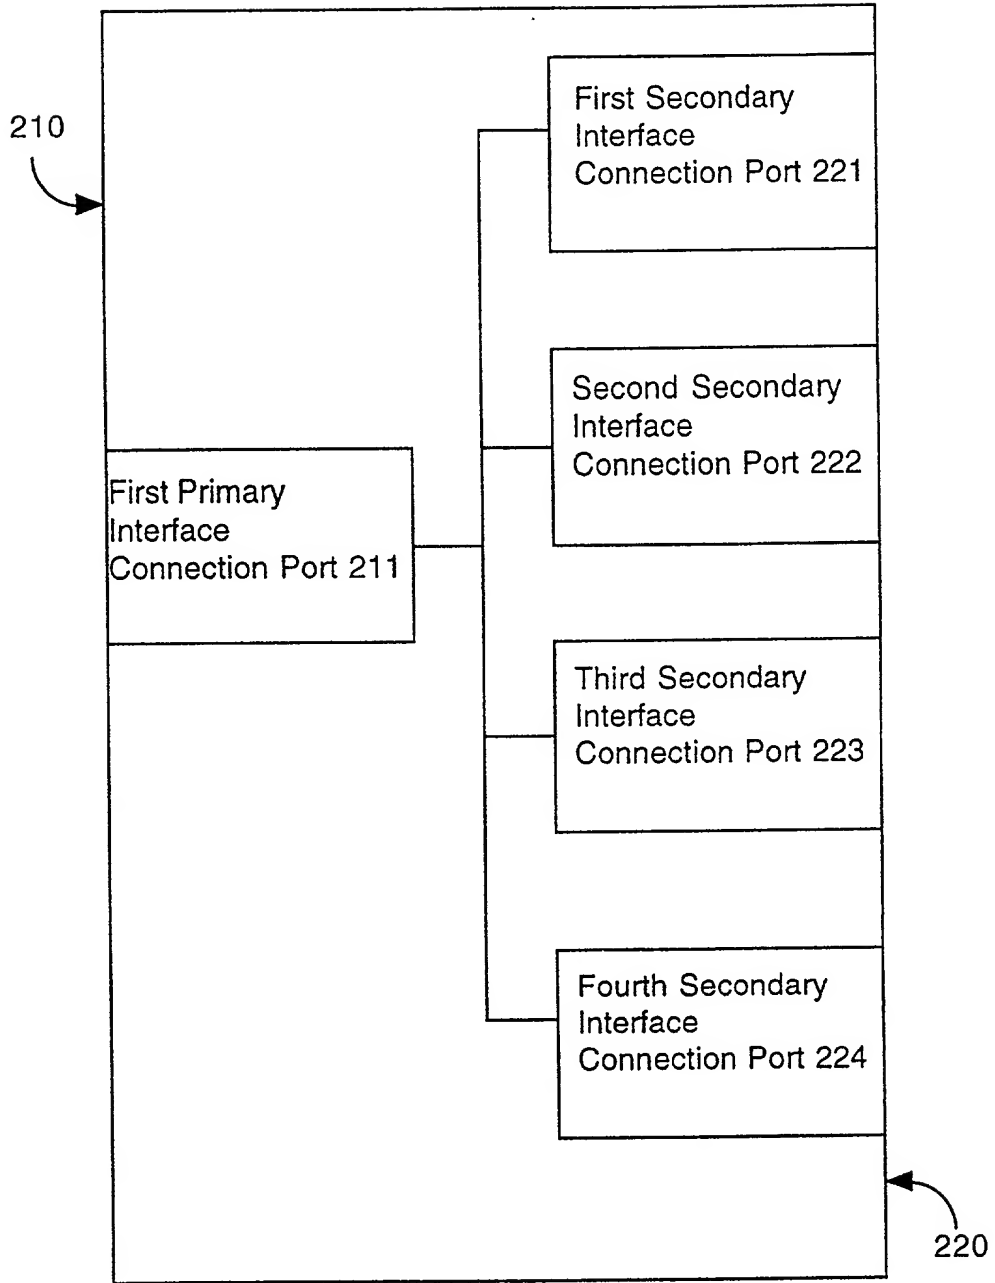 210
First Secondary
Interface
Connection Port 221
Second Secondary
Interface
Connection Port 222
First Primary
Interface
Connection Port 211
Third Secondary
Interface
Connection Port 223
Fourth Secondary
Interface
Connection Port 224
220